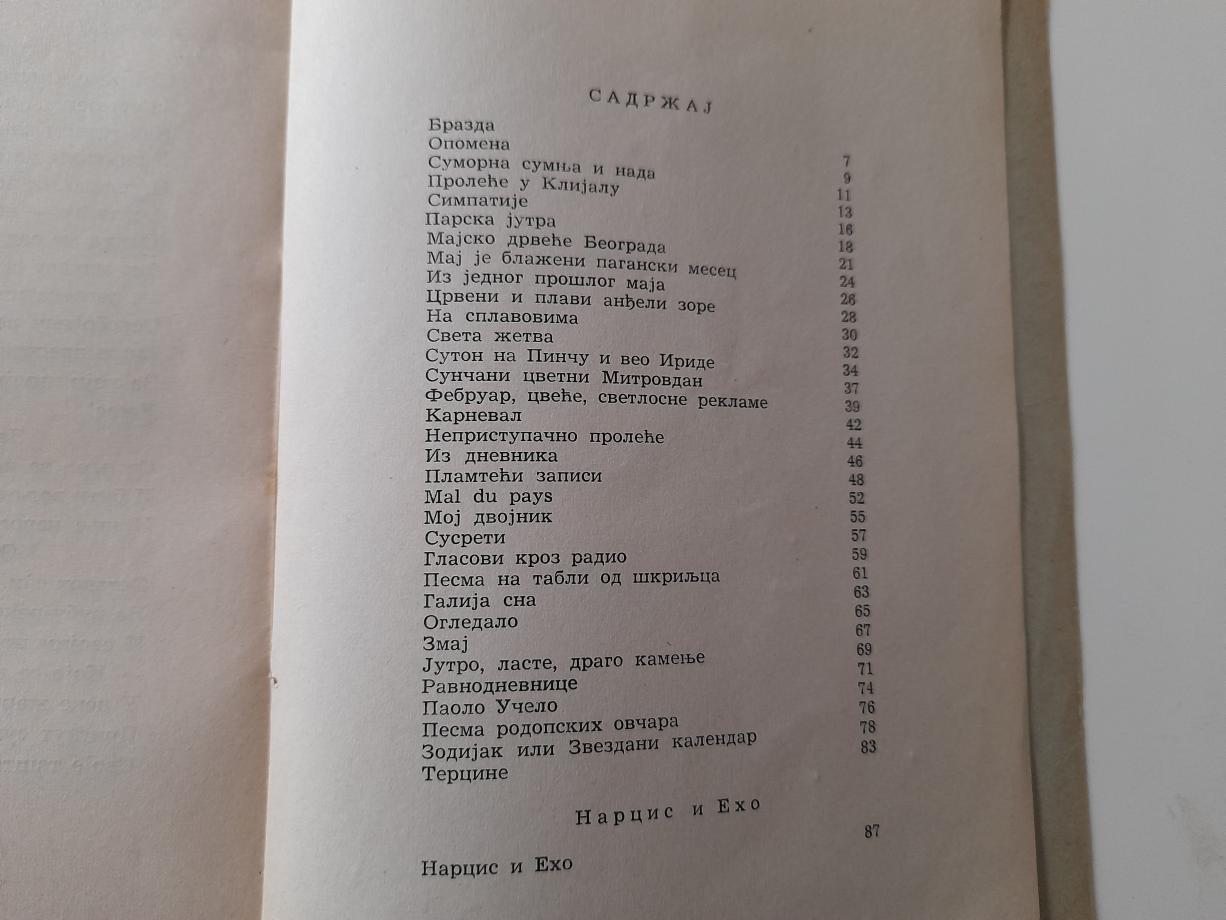 САДРЖАЈ
Бразда 7
Опомена 9
Суморна сумња и нада 11
Пролеће у Клијалу 13
Симпатије 16
Парска јутра 18
Мајско дрвеће Београда 21
Мај је блажени пагански месец 24
Из једног прошлог маја 26
Црвени и плави анђели зоре 28
На сплавовима 30
Света жетва 32
Сутон на Пинчу и вео Ириде 34
Сунчани цветни Митровдан 37
Фебруар, цвеће, светлосне рекламе 39
Карневал 42
Неприступачно пролеће 44
Из дневника 46
Пламтећи записи 48
Mal du pays 52
Мој двојник 55
Сусрети 57
Гласови кроз радио 59
Песма на табли од шкриљца 61
Галија сна 63
Огледало 65
Змај 67
Јутро, ласте, драго камење 69
Равнодневнице 71
Паоло Учело 74
Песма родопских овчара 76
Зодијак или Звездани календар 78
Терцине 83
Нарцис и Ехо
Нарцис и Ехо 87